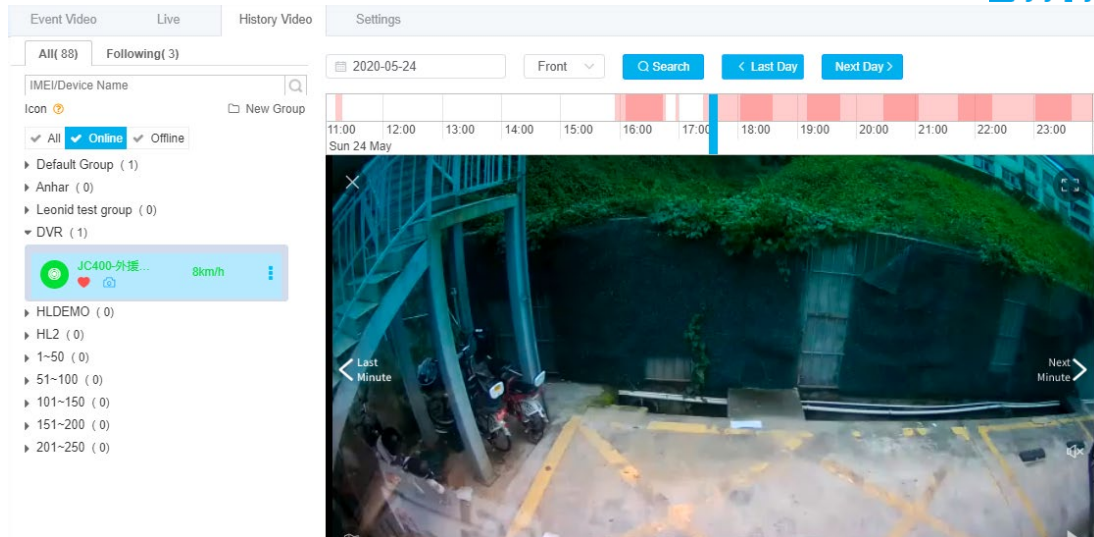 Event Video Live History Video Settings
All( 88) Following( 3)
IMEI/Device Name
Icon New Group
All Online Offline
Default Group ( 1)
Anhar ( 0)
Leonid test group ( 0)
DVR ( 1)
JC400-外援...
8km/h
HLDEMO ( 0)
HL2 ( 0)
1~50 ( 0)
51~100 ( 0)
101~150 ( 0)
151~200 ( 0)
201~250 ( 0)
2020-05-24 Front Search < Last Day Next Day >
11:00 12:00 13:00 14:00 15:00 16:00 17:00 18:00 19:00 20:00 21:00 22:00 23:00
Sun 24 May
Last
Minute
Next
Minute